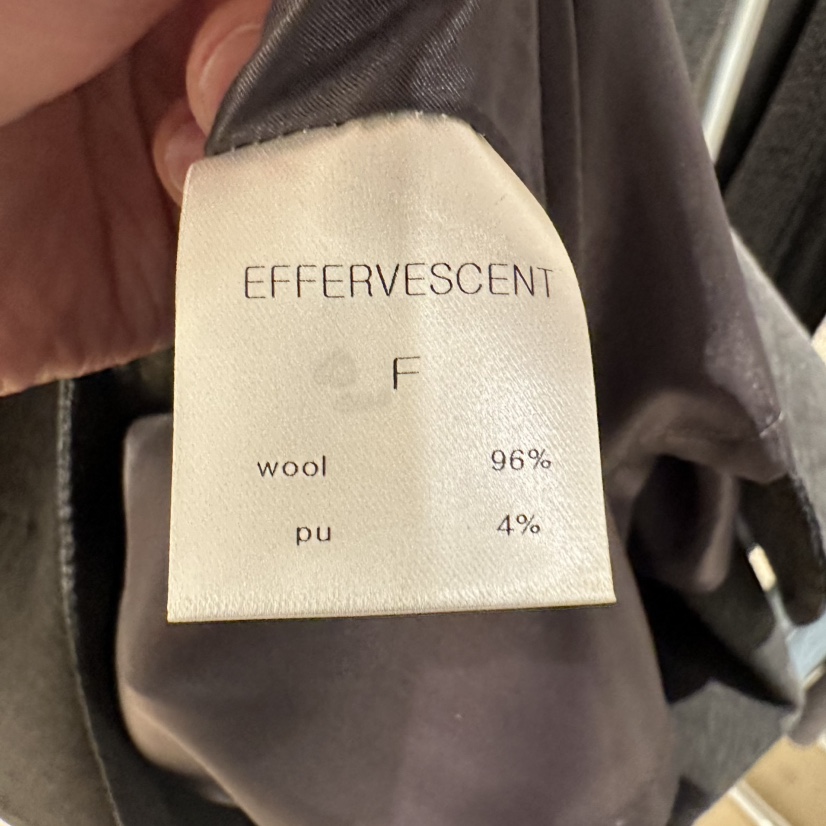 EFFERVESCENT
F
wool 96%
pu 4%